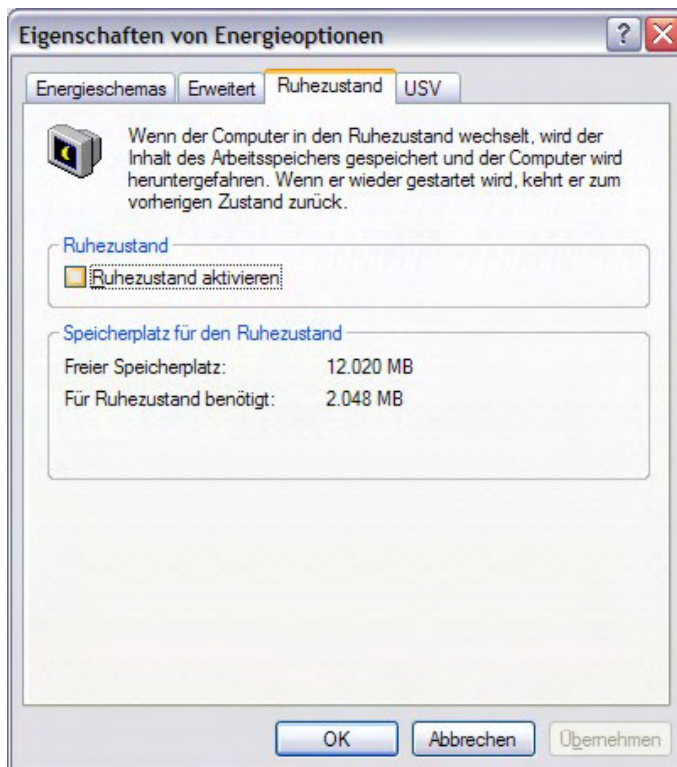 Eigenschaften von Energieoptionen
Energieschemas Erweitert Ruhezustand USV
Wenn der Computer in den Ruhezustand wechselt, wird der
Inhalt des Arbeitsspeichers gespeichert und der Computer wird
heruntergefahren. Wenn er wieder gestartet wird, kehrt er zum
vorherigen Zustand zurück.
Ruhezustand
Ruhezustand aktivieren
Speicherplatz für den Ruhezustand
Freier Speicherplatz: 12.020 MB
Für Ruhezustand benötigt: 2.048 MB
OK Abbrechen Übernehmen